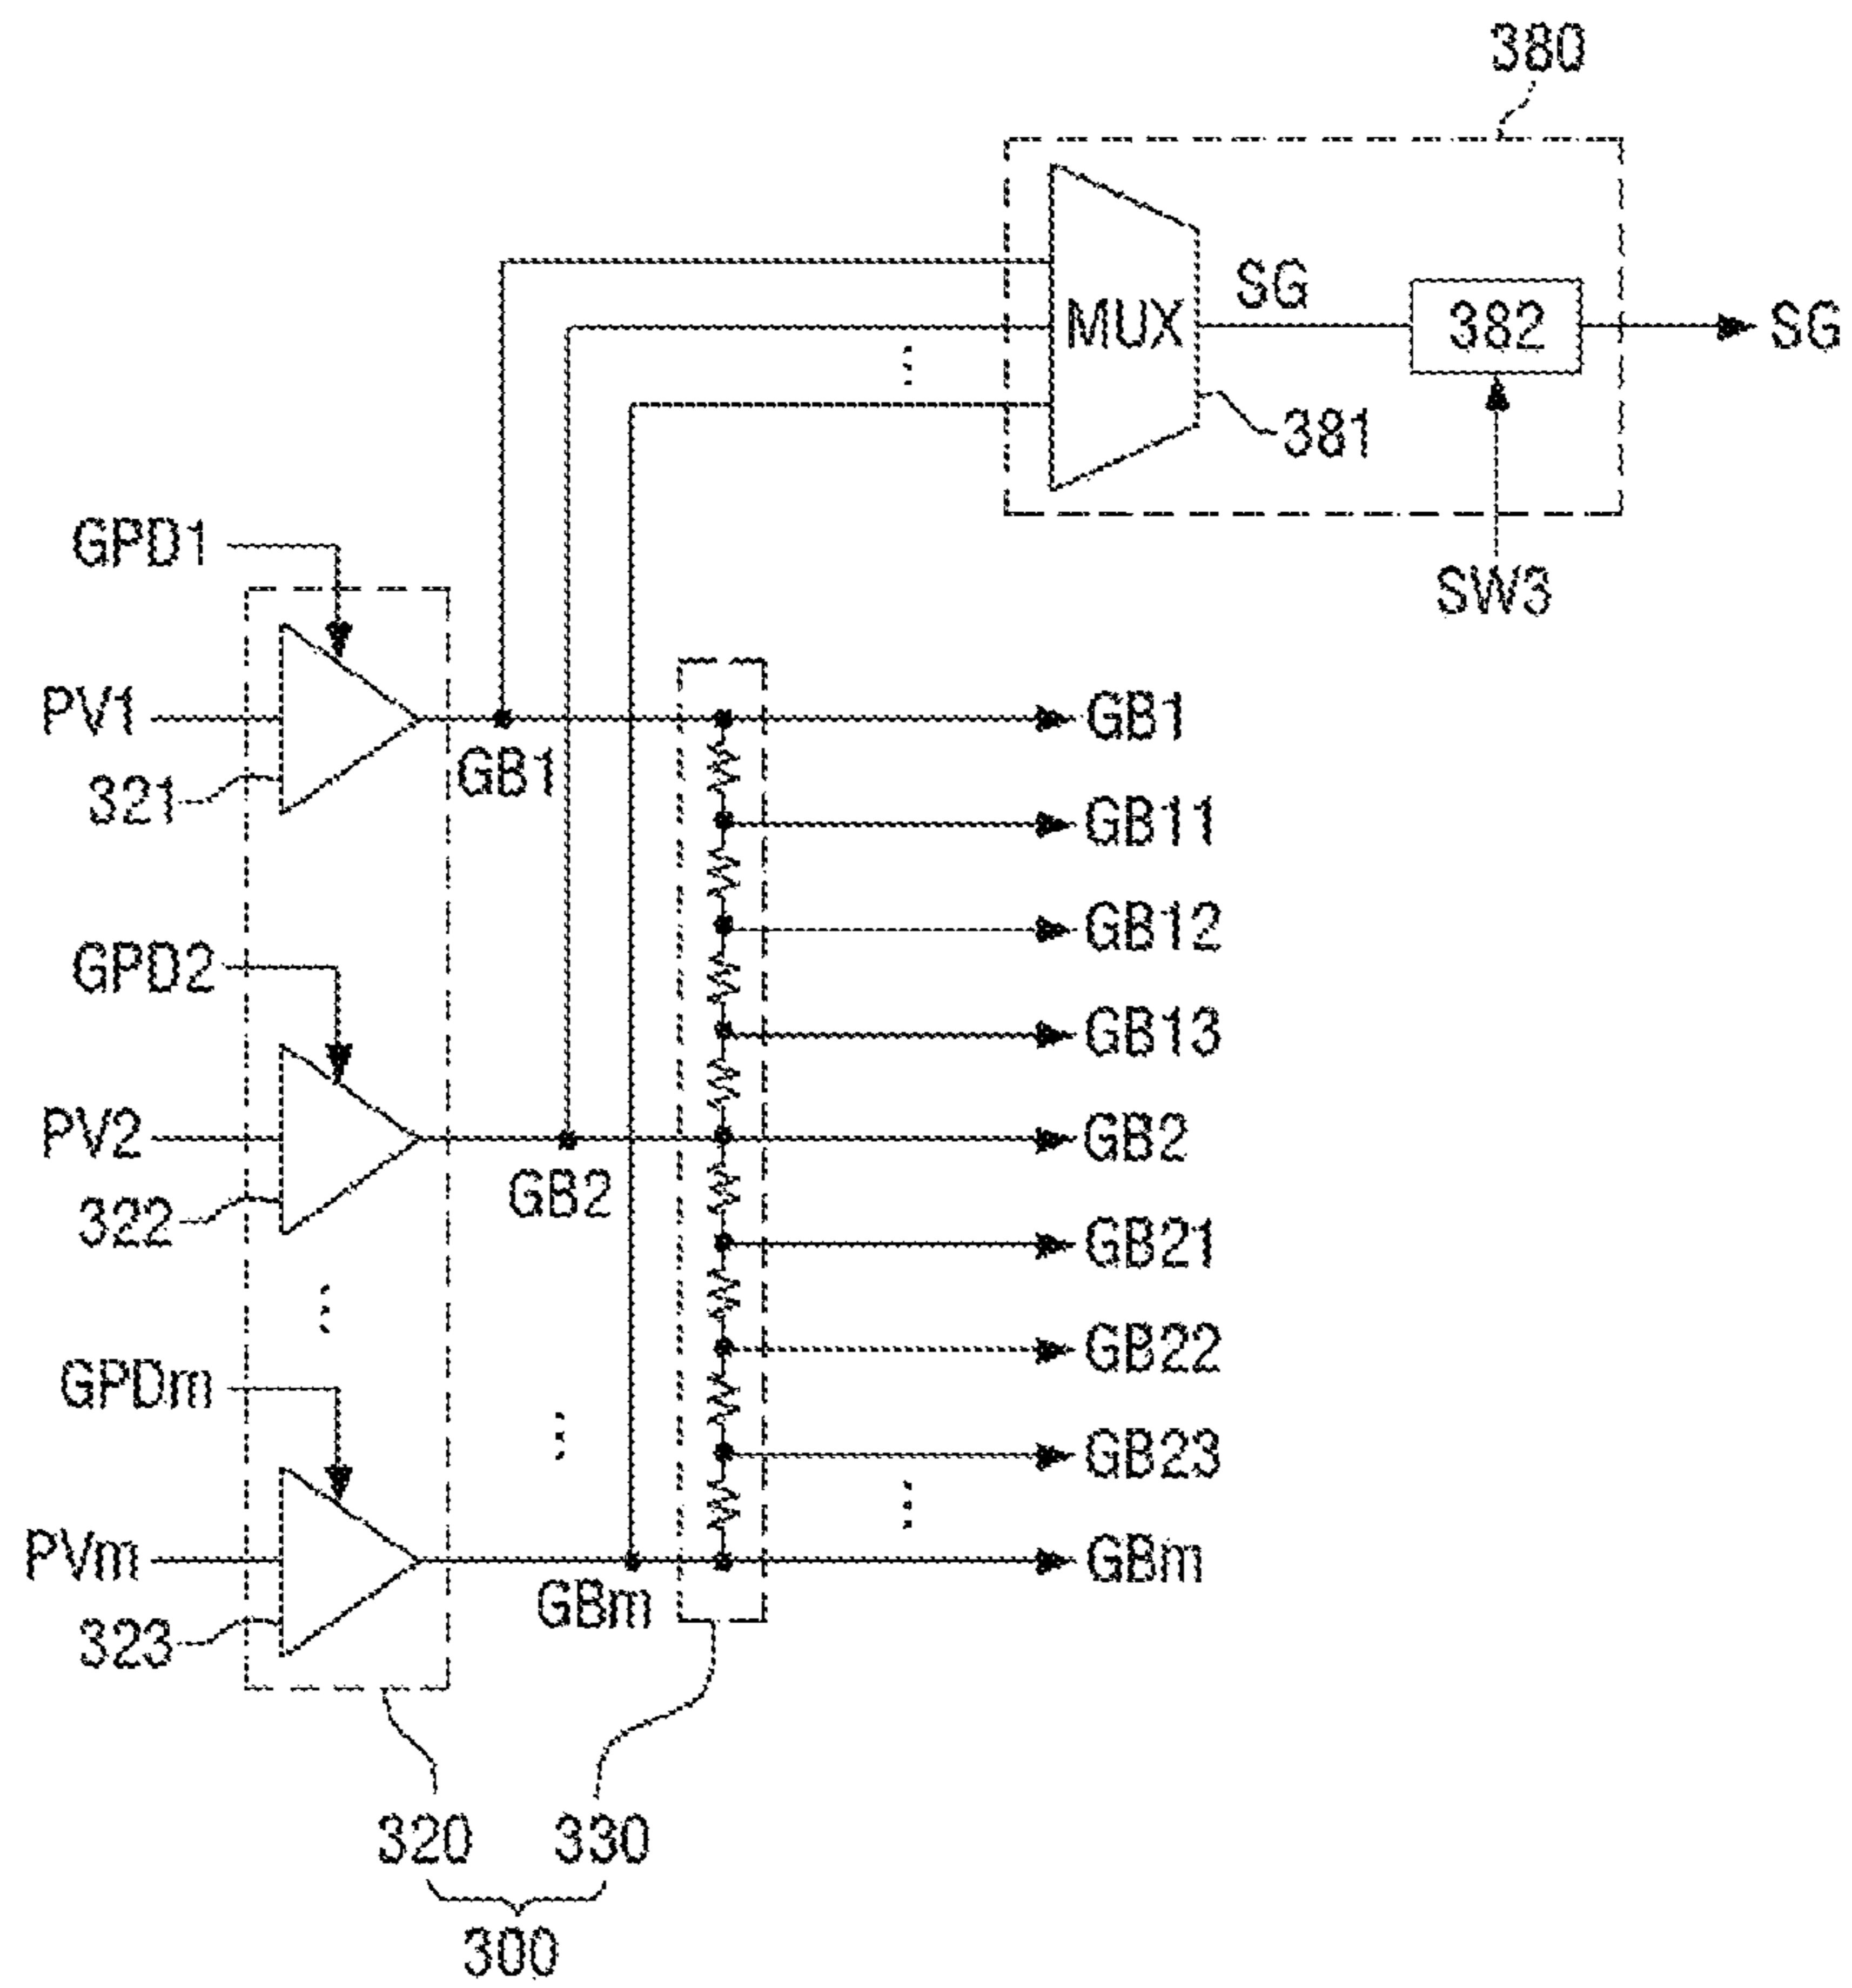 380
MUX
SG
382
SG
381
SW3
GPD1
PV1
321
GB1
GB1
GB11
GB12
GPD2
GB13
PV2
GB2
322
GB2
GB21
GB22
GPDm
GB23
PVm
GBm
323
GBm
320
330
300